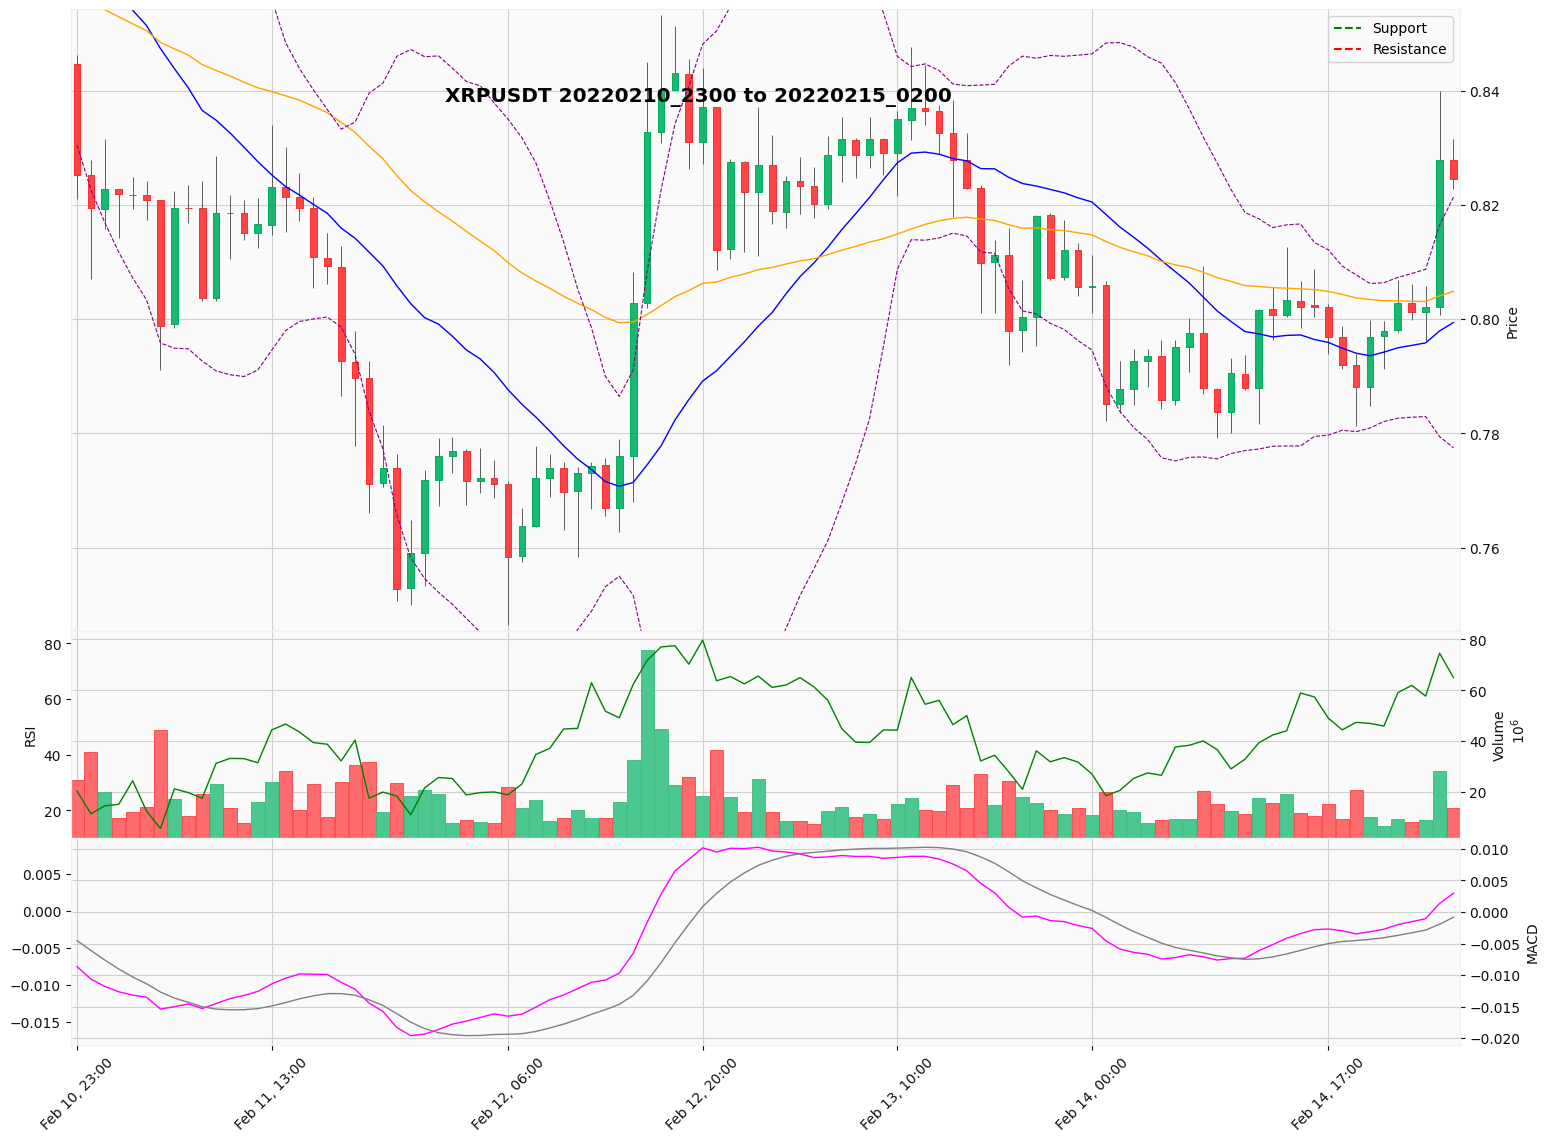 XRPUSDT 20220210_2300 to 20220215_0200
Support
Resistance
0.84
0.82
0.80
0.78
0.76
Price
80
60
40
20
RSI
80
60
40
20
Volume
10^6
0.005
0.000
−0.005
−0.010
−0.015
0.010
0.005
0.000
−0.005
−0.010
−0.015
−0.020
MACD
Feb 10, 23:00
Feb 11, 13:00
Feb 12, 06:00
Feb 12, 20:00
Feb 13, 10:00
Feb 14, 00:00
Feb 14, 17:00